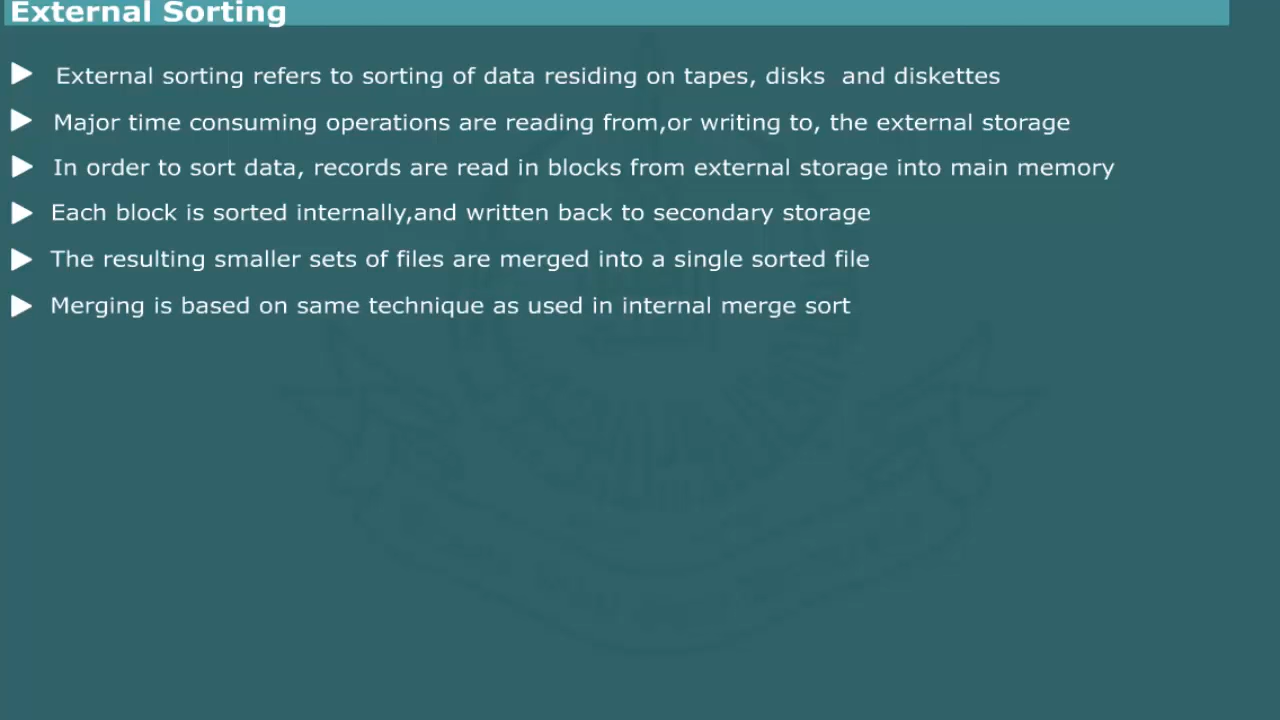 External Sorting
External sorting refers to sorting of data residing on tapes, disks and diskettes
Major time consuming operations are reading from,or writing to, the external storage
In order to sort data, records are read in blocks from external storage into main memory
Each block is sorted internally,and written back to secondary storage
The resulting smaller sets of files are merged into a single sorted file
Merging is based on same technique as used in internal merge sort